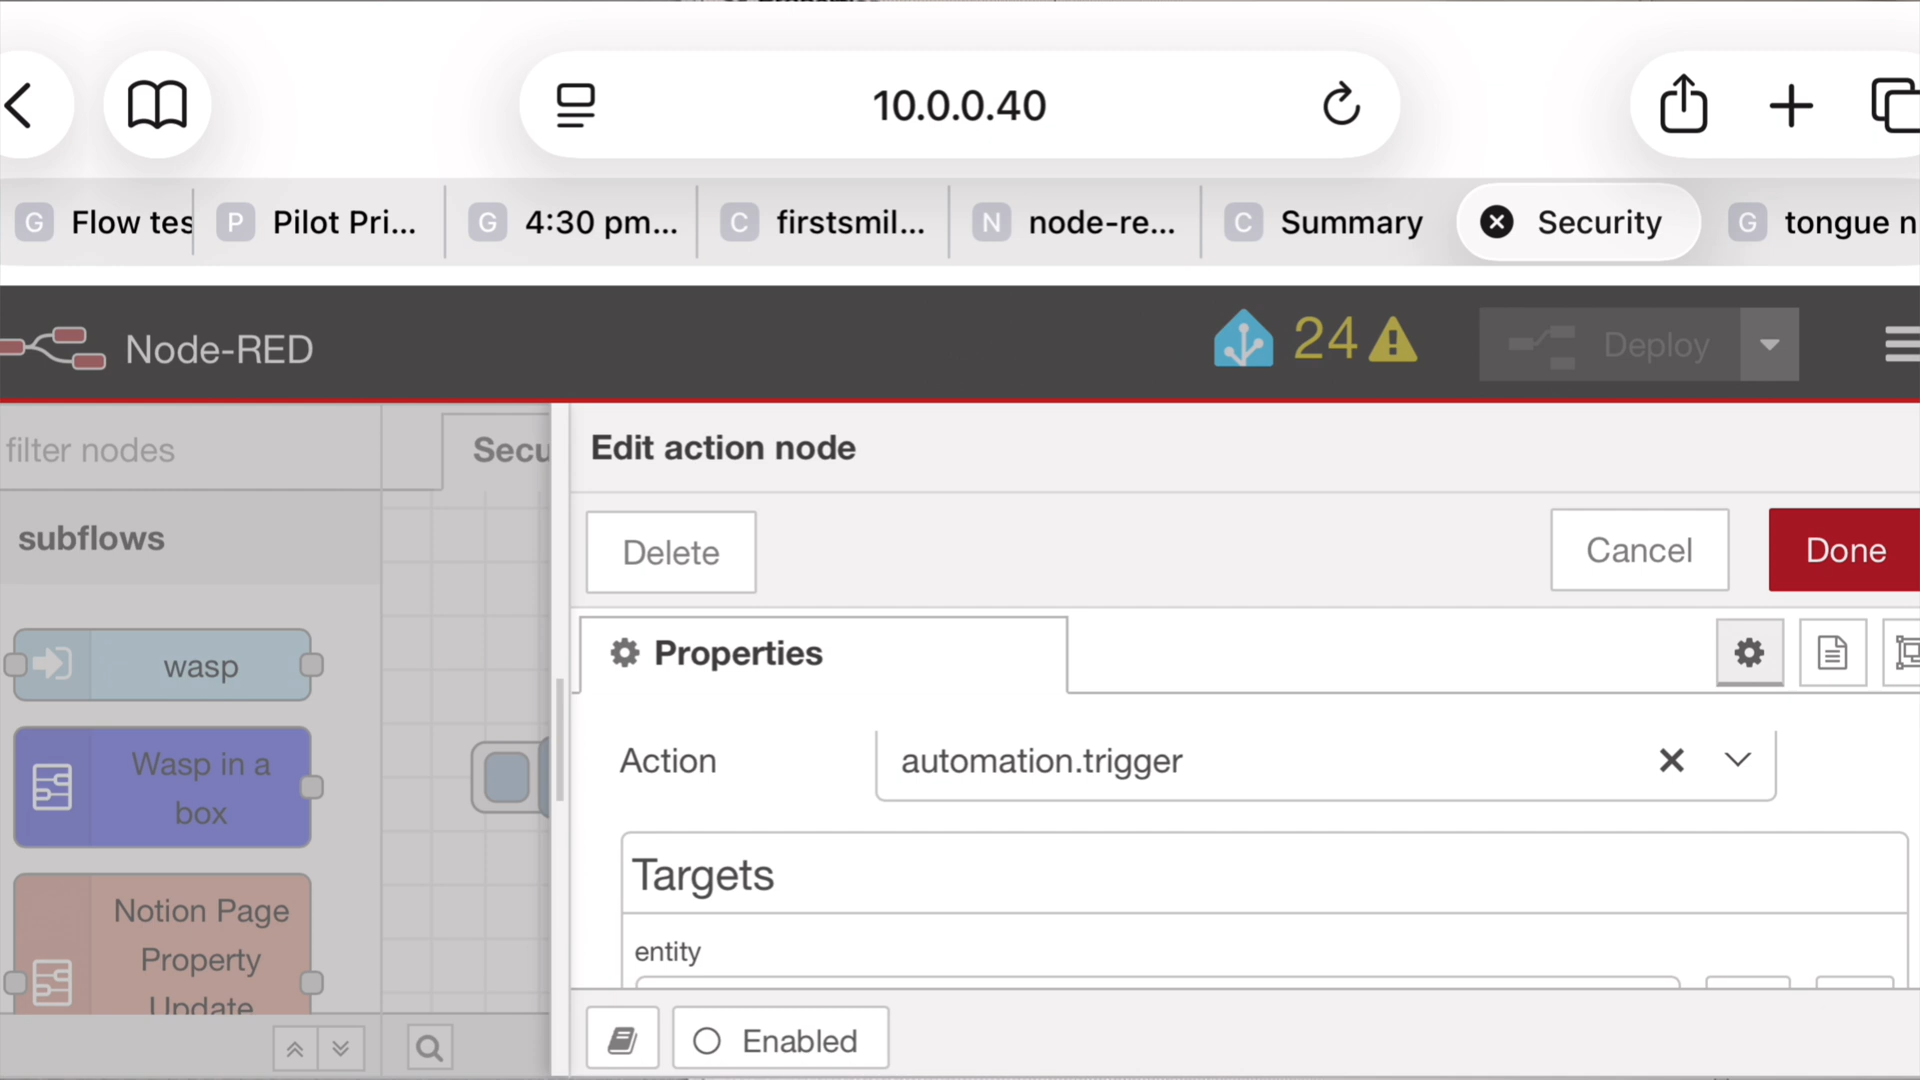 10.0.0.40
G Flow tes
P Pilot Pri...
G 4:30 pm...
C firstsmil...
N node-re...
C Summary
Security
G tongue n
Node-RED
24
Deploy
filter nodes
Secu
Edit action node
subflows
Delete
Cancel
Done
Properties
wasp
Wasp in a
box
Action
automation.trigger
Targets
Notion Page
Property
Update
entity
Enabled